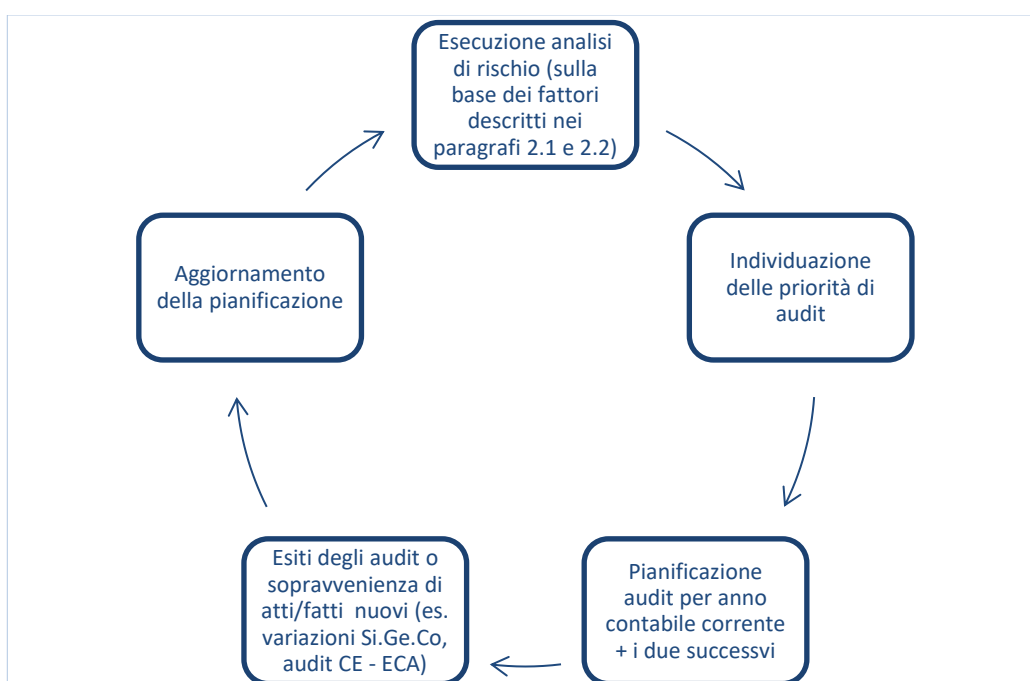 Esecuzione analisi
di rischio (sulla
base dei fattori
descritti nei
paragrafi 2.1 e 2.2)
Individuazione
delle priorità di
audit
Pianificazione
audit per anno
contabile corrente
+ i due successvi
Esiti degli audit o
sopravvenienza di
atti/fatti nuovi (es.
variazioni Si.Ge.Co,
audit CE - ECA)
Aggiornamento
della pianificazione